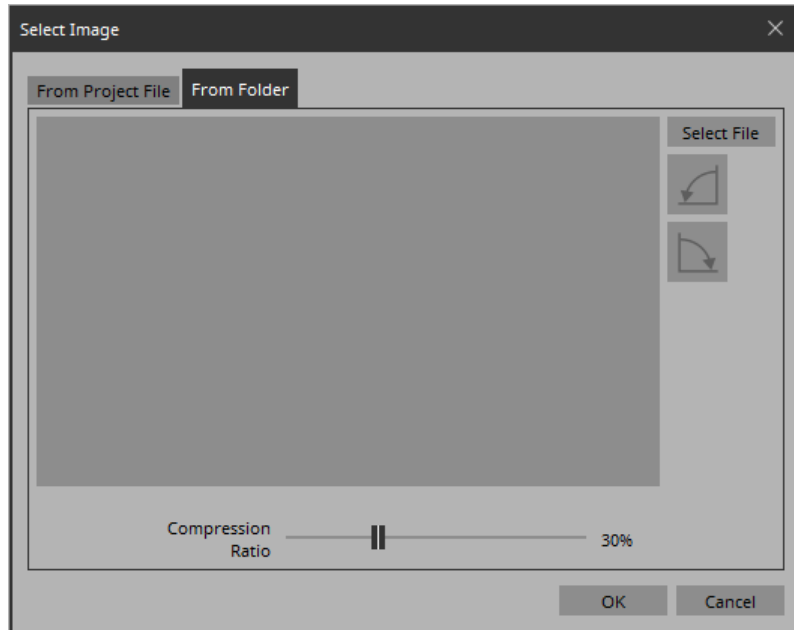 Select Image
From Project File
From Folder
Select File
Compression
Ratio
30%
OK
Cancel